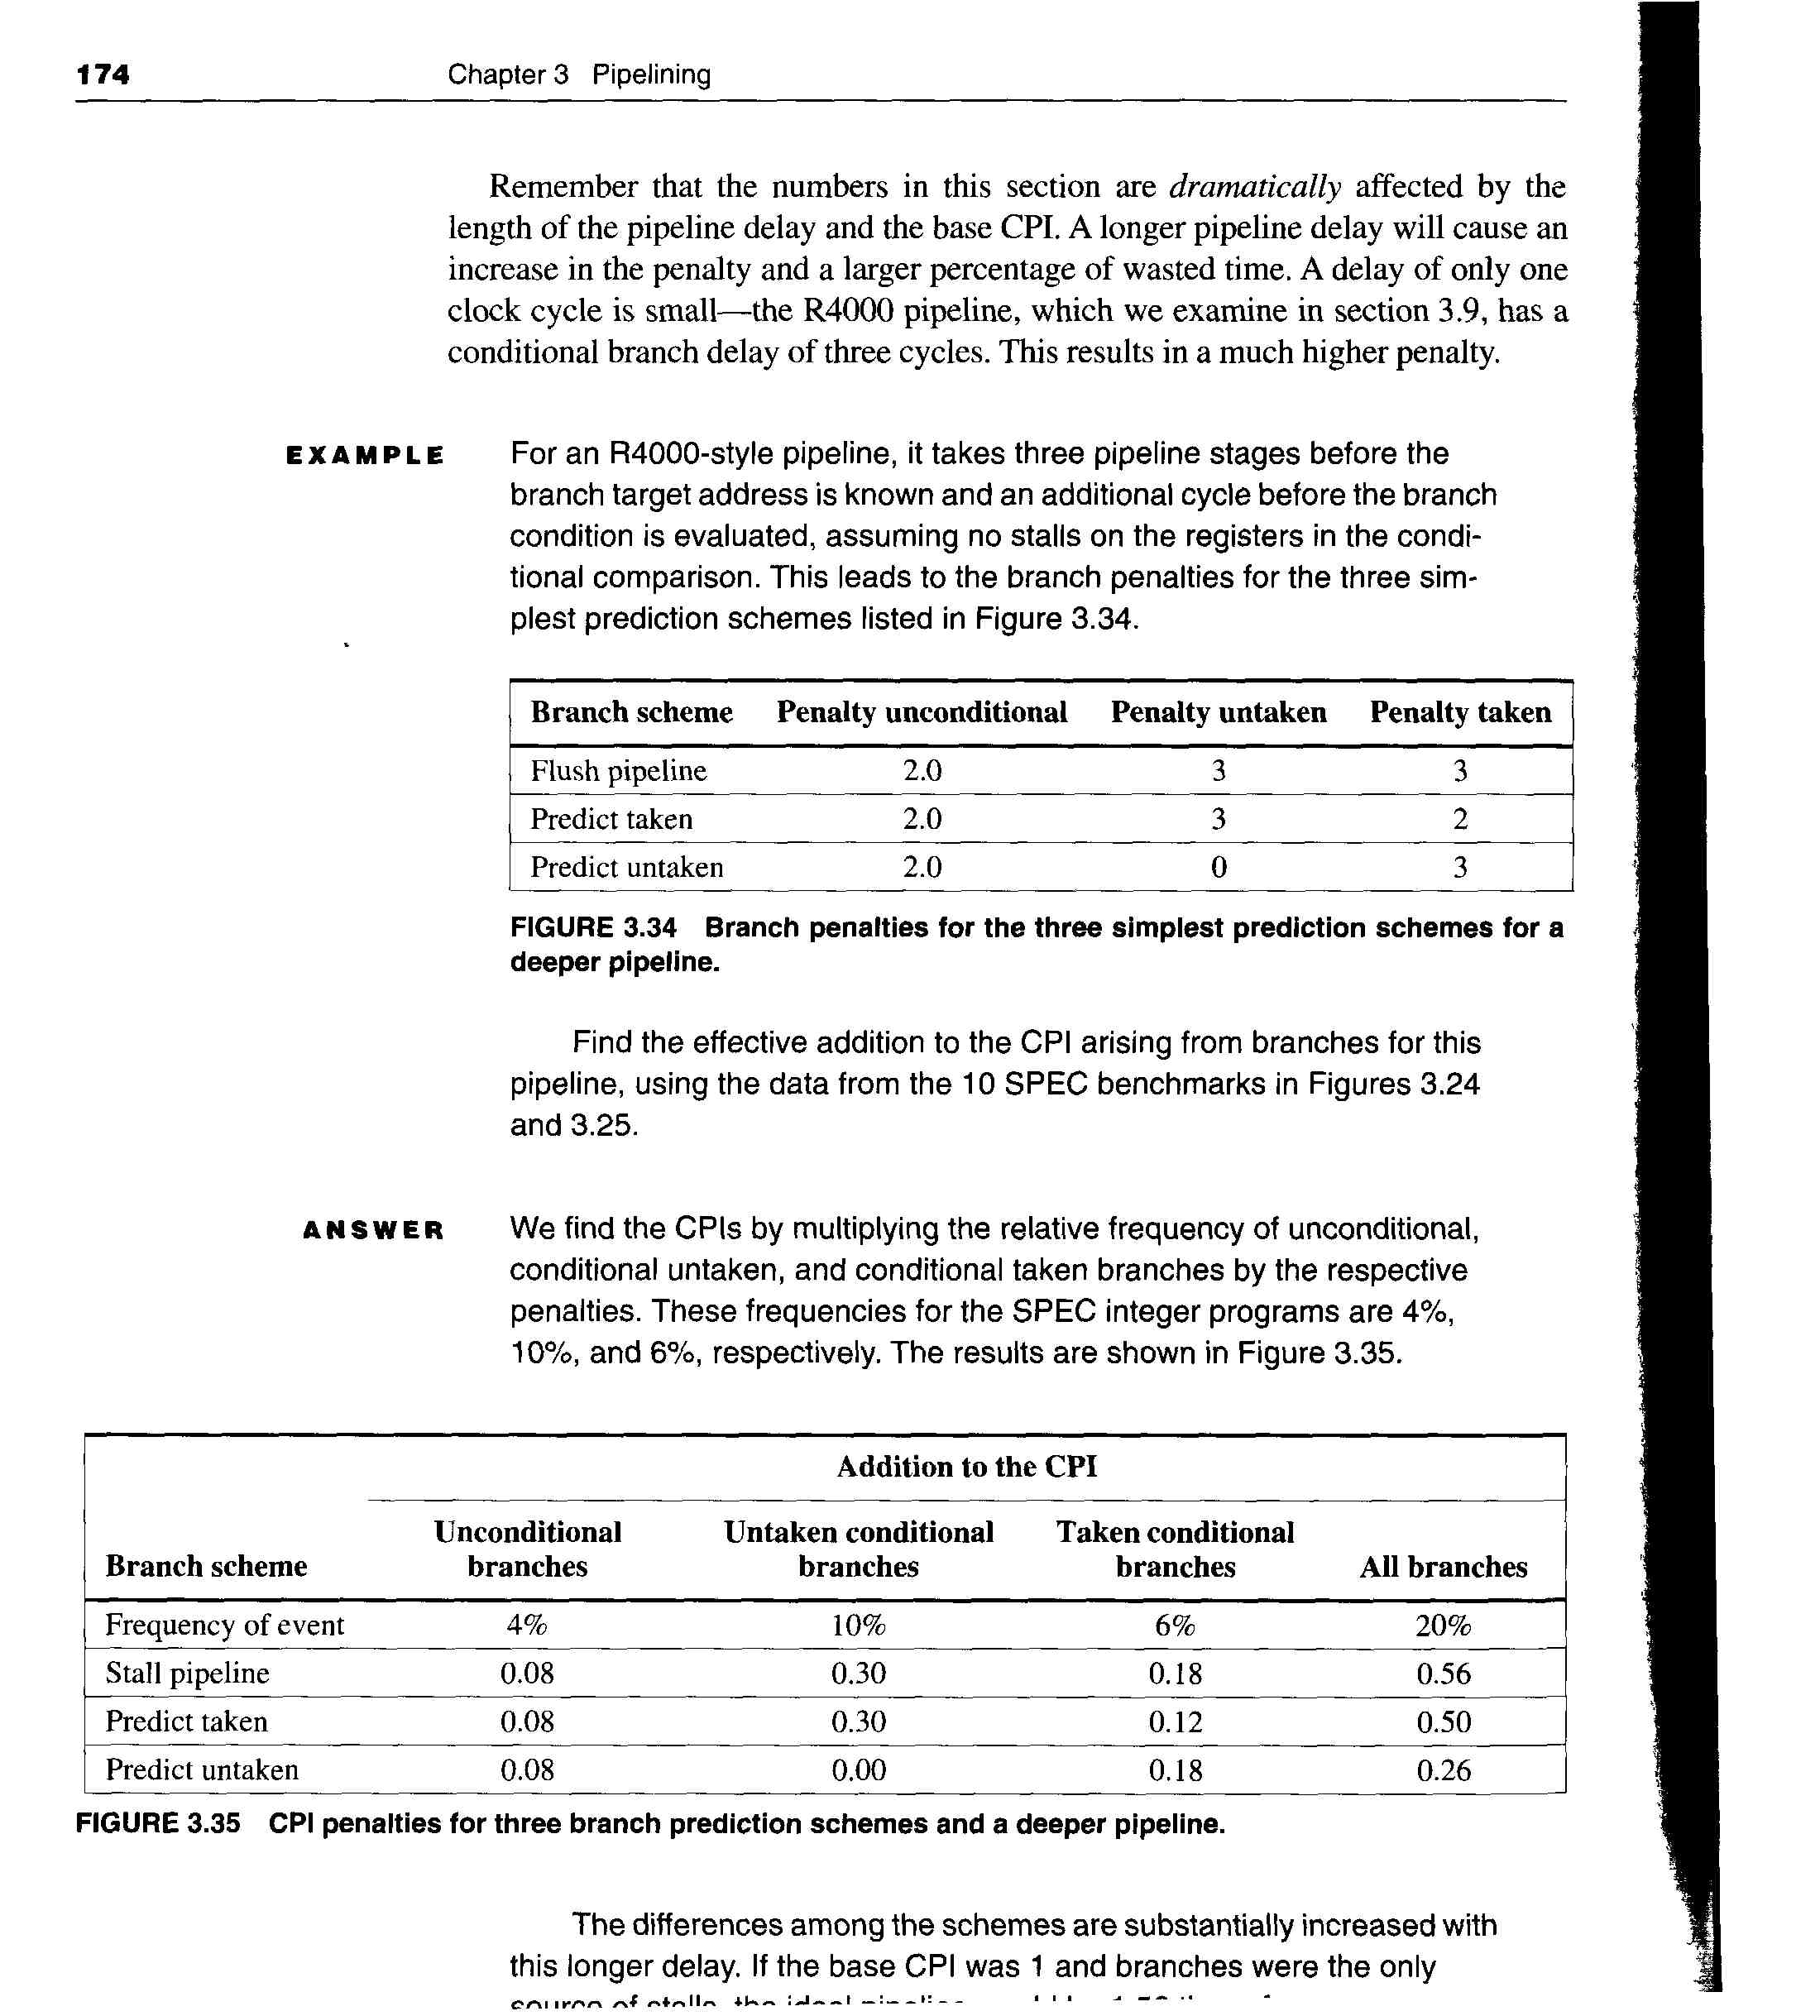 174 Chapter 3 Pipelining
Remember that the numbers in this section are dramatically affected by the
length of the pipeline delay and the base CPI. A longer pipeline delay will cause an
increase in the penalty and a larger percentage of wasted time. A delay of only one
clock cycle is small—the R4000 pipeline, which we examine in section 3.9, has a
conditional branch delay of three cycles. This results in a much higher penalty.
EXAMPLE For an R4000-style pipeline, it takes three pipeline stages before the
branch target address is known and an additional cycle before the branch
condition is evaluated, assuming no stalls on the registers in the condi-
tional comparison. This leads to the branch penalties for the three sim-
plest prediction schemes listed in Figure 3.34.
Branch scheme Penalty unconditional Penalty untaken Penalty taken
Flush pipeline 2.0 3 3
Predict taken 2.0 3 2
Predict untaken 2.0 0 3
FIGURE 3.34 Branch penalties for the three simplest prediction schemes for a
deeper pipeline.
Find the effective addition to the CPI arising from branches for this
pipeline, using the data from the 10 SPEC benchmarks in Figures 3.24
and 3.25.
ANSWER We find the CPIs by multiplying the relative frequency of unconditional,
conditional untaken, and conditional taken branches by the respective
penalties. These frequencies for the SPEC integer programs are 4%,
10%, and 6%, respectively. The results are shown in Figure 3.35.
Addition to the CPI
Unconditional Untaken conditional Taken conditional
Branch scheme branches branches branches All branches
Frequency of event 4% 10% 6% 20%
Stall pipeline 0.08 0.30 0.18 0.56
Predict taken 0.08 0.30 0.12 0.50
Predict untaken 0.08 0.00 0.18 0.26
FIGURE 3.35 CPI penalties for three branch prediction schemes and a deeper pipeline.
The differences among the schemes are substantially increased with
this longer delay. If the base CPI was 1 and branches were the only
source of stalls, the ideal